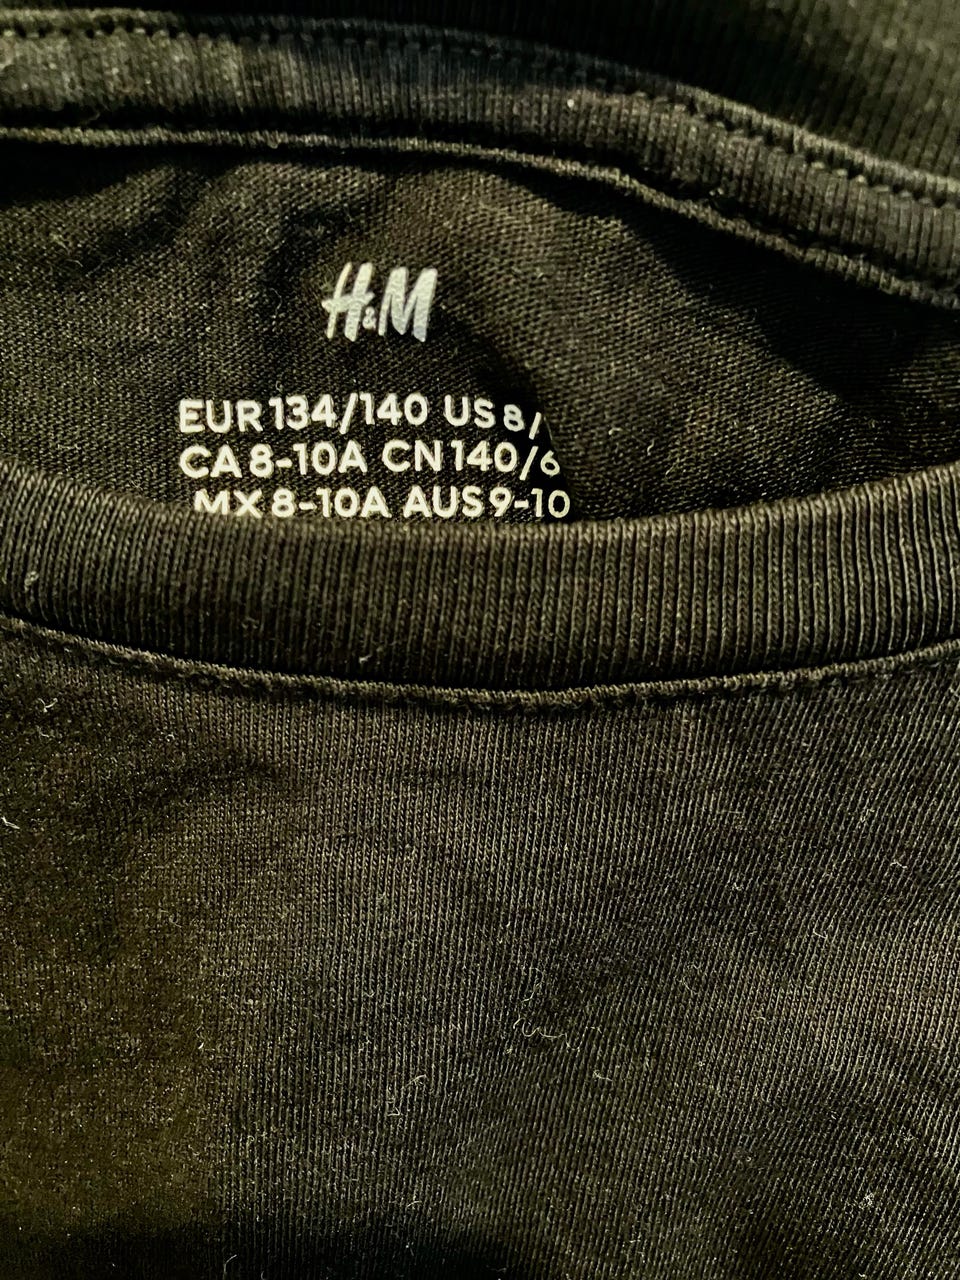 H&M
EUR 134/140 US 8/
CA 8-10A CN 140/6
MX 8-10A AUS 9-10